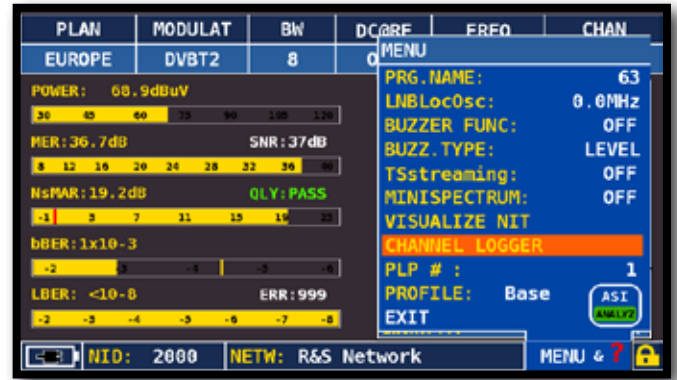 PLAN MODULAT BW DC@RF FREQ CHAN
EUROPE DVBT2 8
MENU
POWER: 68.9dBuV
30 45 60 75 90 105 120
MER:36.7dB SNR:37dB
8 12 16 20 24 28 32 36
NsMAR:19.2dB QLY:PASS
-1 3 7 11 15 19 23
bBER:1x10-3
-2 -3 -4 -5 -6
LBER: <10-8 ERR:999
-2 -3 -4 -5 -6 -7 -8
PRG.NAME: 63
LNBLocOsc: 0.0MHz
BUZZER FUNC: OFF
BUZZ.TYPE: LEVEL
TSstreaming: OFF
MINISPECTRUM: OFF
VISUALIZE NIT
CHANNEL LOGGER
PLP # : 1
PROFILE: Base
ASI
ANALYZ
EXIT
NID: 2000 NETW: R&S Network MENU & ?